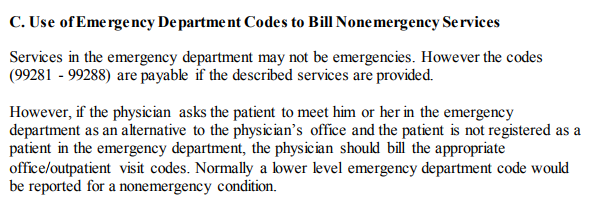 C. Use of Emergency Department Codes to Bill Nonemergency Services
Services in the emergency department may not be emergencies. However the codes
(99281 - 99288) are payable if the described services are provided.
However, if the physician asks the patient to meet him or her in the emergency
department as an alternative to the physician's office and the patient is not registered as a
patient in the emergency department, the physician should bill the appropriate
office/outpatient visit codes. Normally a lower level emergency department code would
be reported for a nonemergency condition.